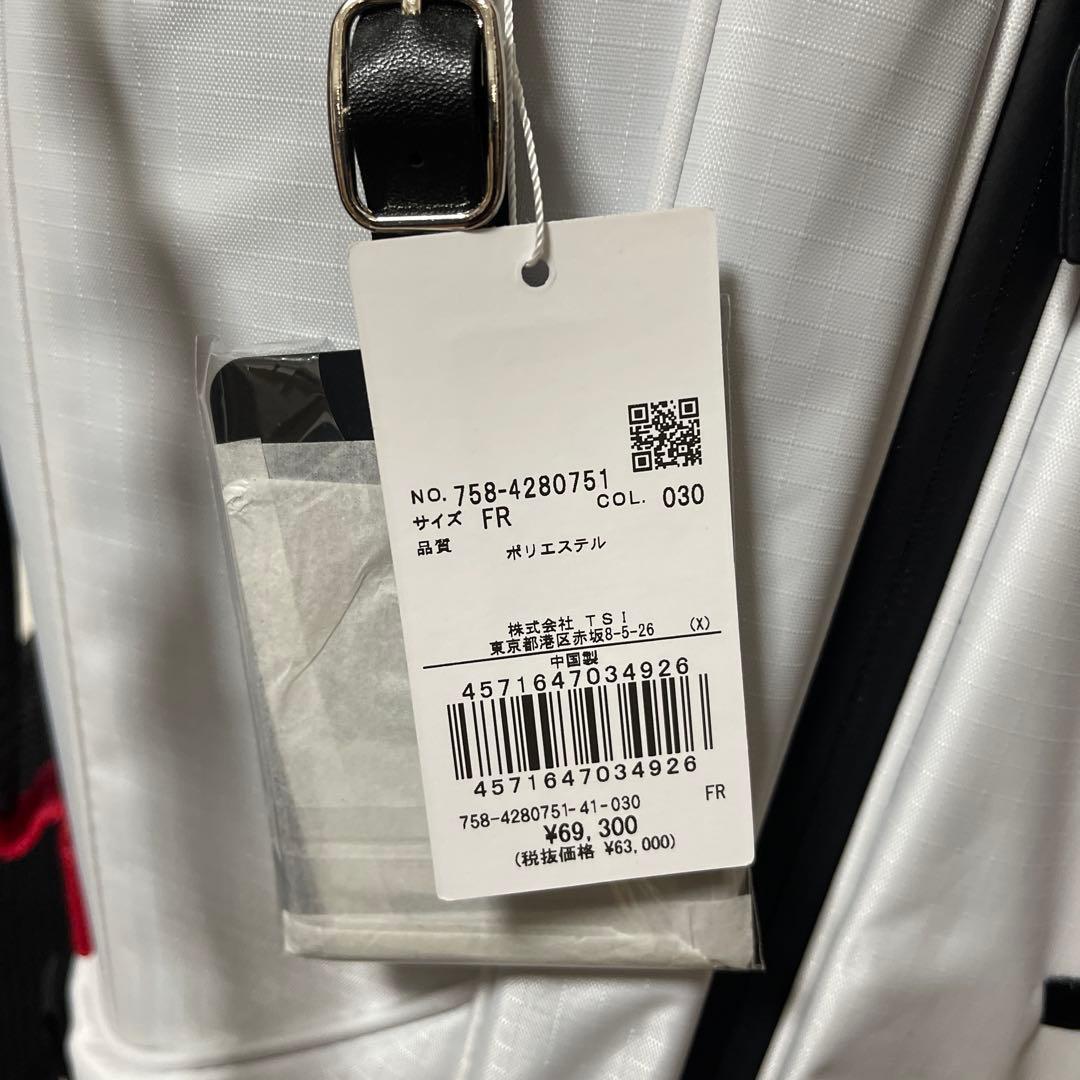 NO. 758-4280751 COL. 030
サイズ FR
品質 ポリエステル
株式会社 TSI
東京都港区赤坂8-5-26 (X)
中国製
4571647034926
4571647034926
758-4280751-41-030 FR
¥69,300
(税抜価格 ¥63,000)